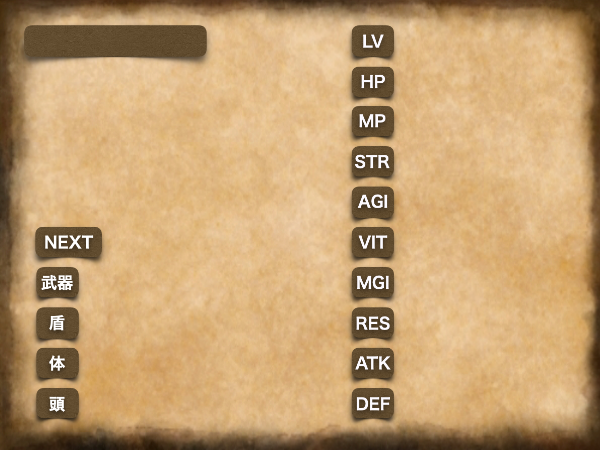 LV
HP
MP
STR
AGI
NEXT
VIT
武器
MGI
盾
RES
体
ATK
頭
DEF